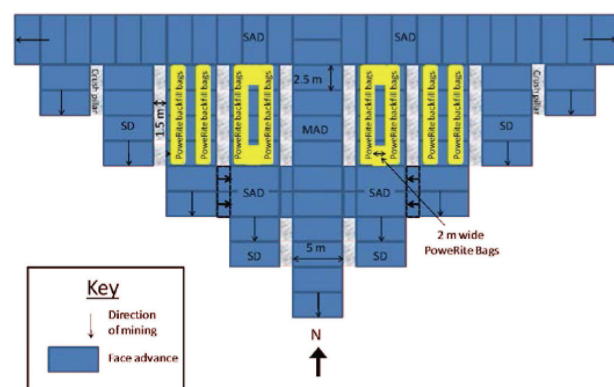 SAD
SAD
Crush pillar
PoweRite backfill bags
PoweRite backfill bags
PoweRite backfill bags
PoweRite backfill bags
2.5 m
PoweRite backfill bags
PoweRite backfill bags
PoweRite backfill bags
PoweRite backfill bags
Crush pillar
1.5 m
SD
MAD
SD
SAD
SAD
2 m wide
PoweRite Bags
SD
5 m
SD
Key
Direction
of mining
Face advance
N